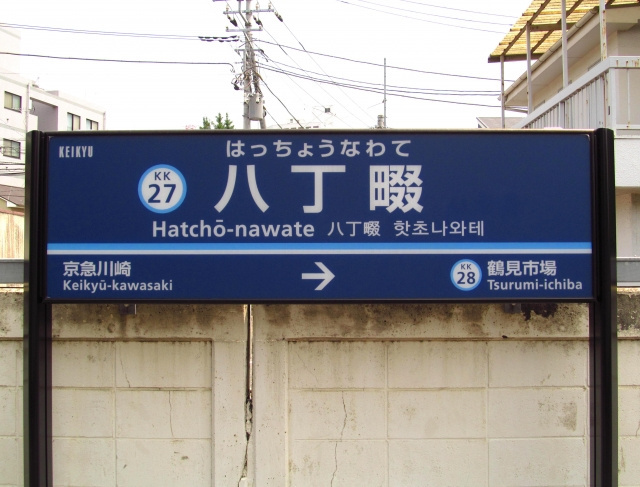 KEIKYU
はっちょうなわて
KK
27
八丁畷
Hatchō-nawate 八丁畷 핫초나와테
京急川崎
Keikyū-kawasaki
→
KK
28
鶴見市場
Tsurumi-ichiba